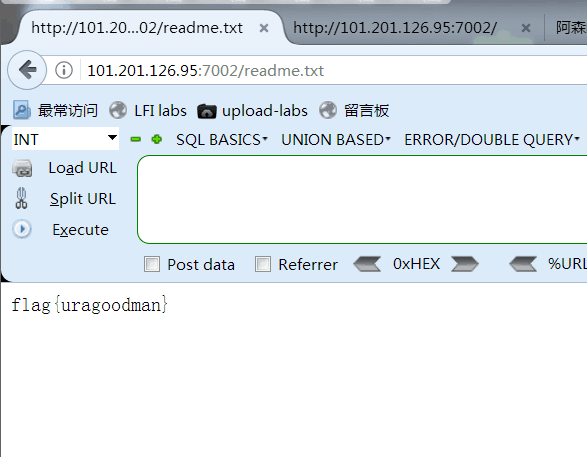 http://101.20...02/readme.txt × http://101.201.126.95:7002/ × 阿森
101.201.126.95:7002/readme.txt
最常访问 LFI labs upload-labs 留言板
INT SQL BASICS UNION BASED ERROR/DOUBLE QUERY
Load URL
Split URL
Execute
Post data Referrer 0xHEX %URL
flag{uragoodman}